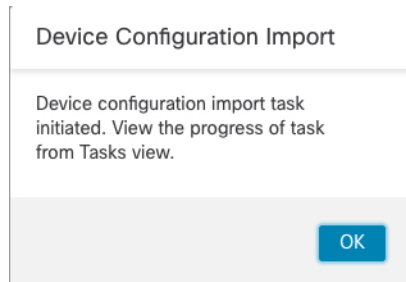 Device Configuration Import
Device configuration import task
initiated. View the progress of task
from Tasks view.
OK